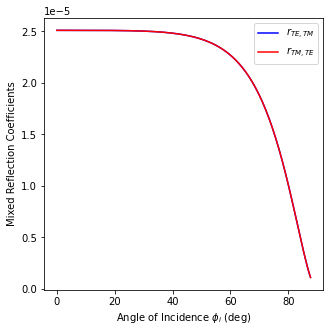 1e−5
2.5
2.0
1.5
1.0
0.5
0.0
Mixed Reflection Coefficients
r_{TE, TM}
r_{TM, TE}
0 20 40 60 80
Angle of Incidence ϕ_i (deg)